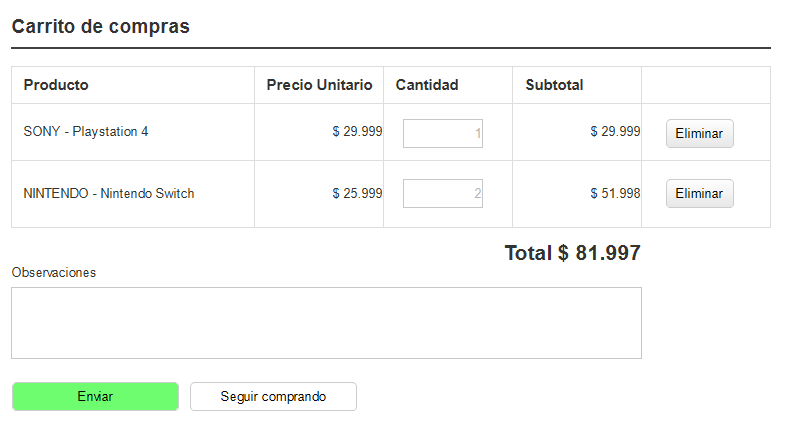 Carrito de compras
Producto Precio Unitario Cantidad Subtotal
SONY - Playstation 4 $ 29.999 1 $ 29.999 Eliminar
NINTENDO - Nintendo Switch $ 25.999 2 $ 51.998 Eliminar
Total $ 81.997
Observaciones
Enviar Seguir comprando